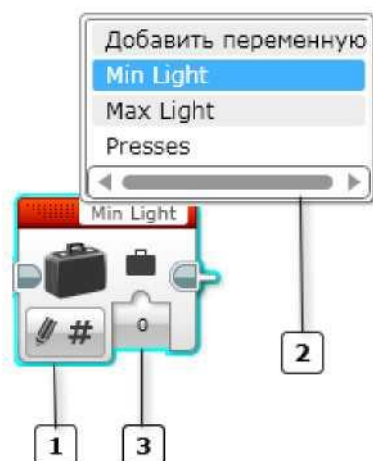 Добавить переменную
Min Light
Max Light
Presses
Min Light
#
0
2
1
3